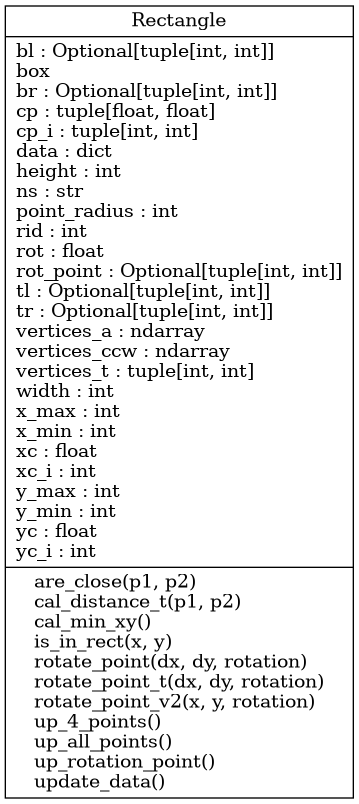 Rectangle
bl : Optional[tuple[int, int]]
box
br : Optional[tuple[int, int]]
cp : tuple[float, float]
cp_i : tuple[int, int]
data : dict
height : int
ns : str
point_radius : int
rid : int
rot : float
rot_point : Optional[tuple[int, int]]
tl : Optional[tuple[int, int]]
tr : Optional[tuple[int, int]]
vertices_a : ndarray
vertices_ccw : ndarray
vertices_t : tuple[int, int]
width : int
x_max : int
x_min : int
xc : float
xc_i : int
y_max : int
y_min : int
yc : float
yc_i : int
are_close(p1, p2)
cal_distance_t(p1, p2)
cal_min_xy()
is_in_rect(x, y)
rotate_point(dx, dy, rotation)
rotate_point_t(dx, dy, rotation)
rotate_point_v2(x, y, rotation)
up_4_points()
up_all_points()
up_rotation_point()
update_data()